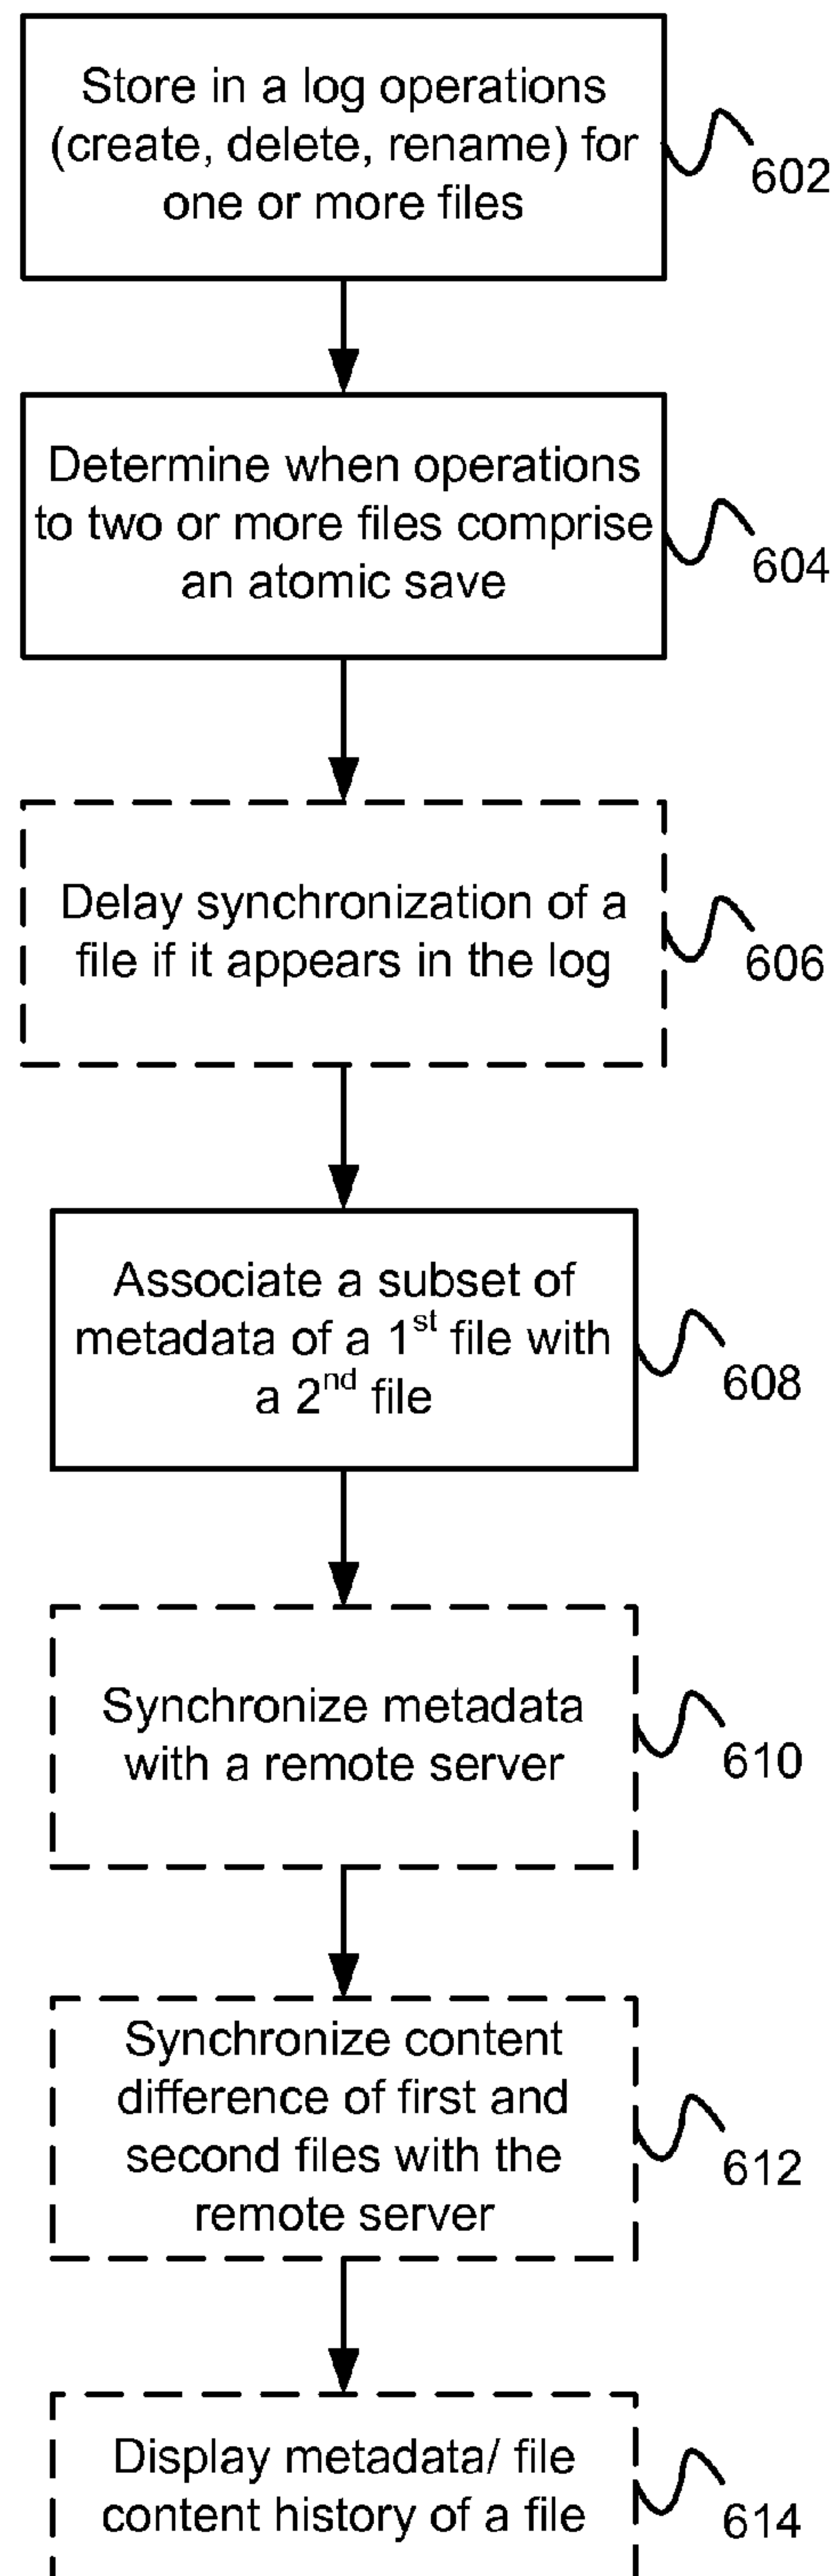 Store in a log operations
(create, delete, rename) for
one or more files
602
Determine when operations
to two or more files comprise
an atomic save
604
Delay synchronization of a
file if it appears in the log
606
Associate a subset of
metadata of a 1st file with
a 2nd file
608
Synchronize metadata
with a remote server
610
Synchronize content
difference of first and
second files with the
remote server
612
Display metadata/ file
content history of a file
614